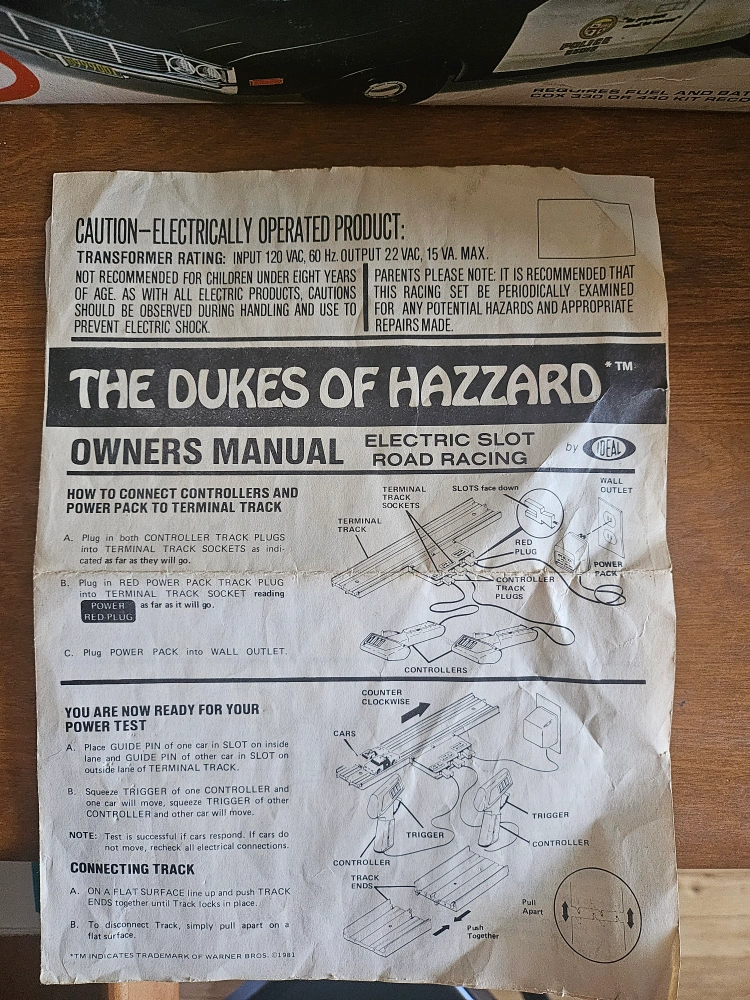 POLICE
REQUIRES FUEL AND BAT
COX 330 OR 440 KIT RECO
CAUTION—ELECTRICALLY OPERATED PRODUCT:
TRANSFORMER RATING: INPUT 120 VAC, 60 Hz. OUTPUT 22 VAC, 15 VA. MAX.
NOT RECOMMENDED FOR CHILDREN UNDER EIGHT YEARS
OF AGE. AS WITH ALL ELECTRIC PRODUCTS, CAUTIONS
SHOULD BE OBSERVED DURING HANDLING AND USE TO
PREVENT ELECTRIC SHOCK.
PARENTS PLEASE NOTE: IT IS RECOMMENDED THAT
THIS RACING SET BE PERIODICALLY EXAMINED
FOR ANY POTENTIAL HAZARDS AND APPROPRIATE
REPAIRS MADE.
THE DUKES OF HAZZARD*™
OWNERS MANUAL
ELECTRIC SLOT
ROAD RACING
by IDEAL
HOW TO CONNECT CONTROLLERS AND
POWER PACK TO TERMINAL TRACK
A. Plug in both CONTROLLER TRACK PLUGS
into TERMINAL TRACK SOCKETS as indi-
cated as far as they will go.
B. Plug in RED POWER PACK TRACK PLUG
into TERMINAL TRACK SOCKET reading
POWER
RED PLUG
as far as it will go.
C. Plug POWER PACK into WALL OUTLET.
TERMINAL
TRACK
SOCKETS
SLOTS face down
WALL
OUTLET
TERMINAL
TRACK
RED
PLUG
POWER
PACK
CONTROLLER
TRACK
PLUGS
CONTROLLERS
YOU ARE NOW READY FOR YOUR
POWER TEST
A. Place GUIDE PIN of one car in SLOT on inside
lane and GUIDE PIN of other car in SLOT on
outside lane of TERMINAL TRACK.
B. Squeeze TRIGGER of one CONTROLLER and
one car will move, squeeze TRIGGER of other
CONTROLLER and other car will move.
NOTE: Test is successful if cars respond. If cars do
not move, recheck all electrical connections.
COUNTER
CLOCKWISE
CARS
TRIGGER
TRIGGER
CONTROLLER
CONTROLLER
CONNECTING TRACK
A. ON A FLAT SURFACE line up and push TRACK
ENDS together until Track locks in place.
B. To disconnect Track, simply pull apart on a
flat surface.
TRACK
ENDS
Push
Together
Pull
Apart
*TM INDICATES TRADEMARK OF WARNER BROS. ©1981